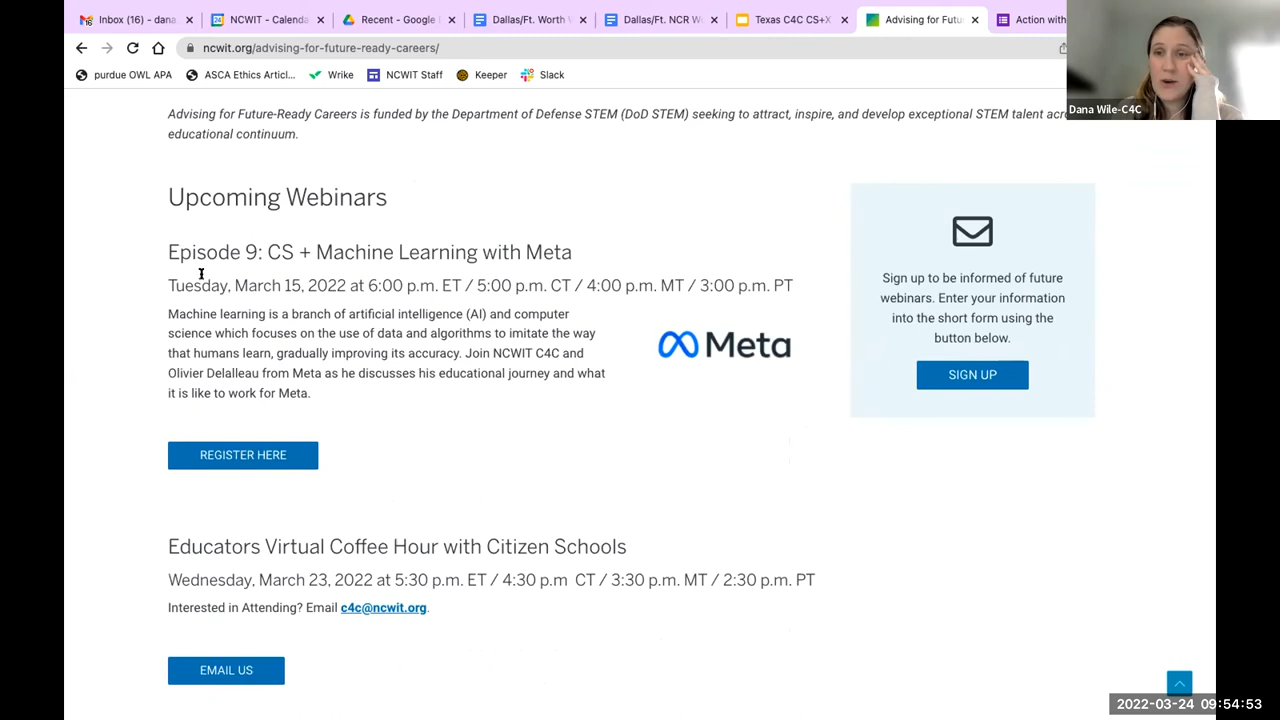 Inbox (16) - dana.
NCWIT - Calenda
Recent - Google
Dallas/Ft. Worth
Dallas/Ft. NCR W
Texas C4C CS+X
Advising for Futu
Action with
ncwit.org/advising-for-future-ready-careers/
purdue OWL APA
ASCA Ethics Articl...
Wrike
NCWIT Staff
Keeper
Slack
Dana Wile-C4C
Advising for Future-Ready Careers is funded by the Department of Defense STEM (DoD STEM) seeking to attract, inspire, and develop exceptional STEM talent
educational continuum.
Upcoming Webinars
Episode 9: CS + Machine Learning with Meta
Tuesday, March 15, 2022 at 6:00 p.m. ET / 5:00 p.m. CT / 4:00 p.m. MT / 3:00 p.m. PT
Machine learning is a branch of artificial intelligence (AI) and computer
science which focuses on the use of data and algorithms to imitate the way
that humans learn, gradually improving its accuracy. Join NCWIT C4C and
Olivier Delalleau from Meta as he discusses his educational journey and what
it is like to work for Meta.
Meta
REGISTER HERE
Sign up to be informed of future
webinars. Enter your information
into the short form using the
button below.
SIGN UP
Educators Virtual Coffee Hour with Citizen Schools
Wednesday, March 23, 2022 at 5:30 p.m. ET / 4:30 p.m CT / 3:30 p.m. MT / 2:30 p.m. PT
Interested in Attending? Email c4c@ncwit.org.
EMAIL US
2022-03-24 09:54:53